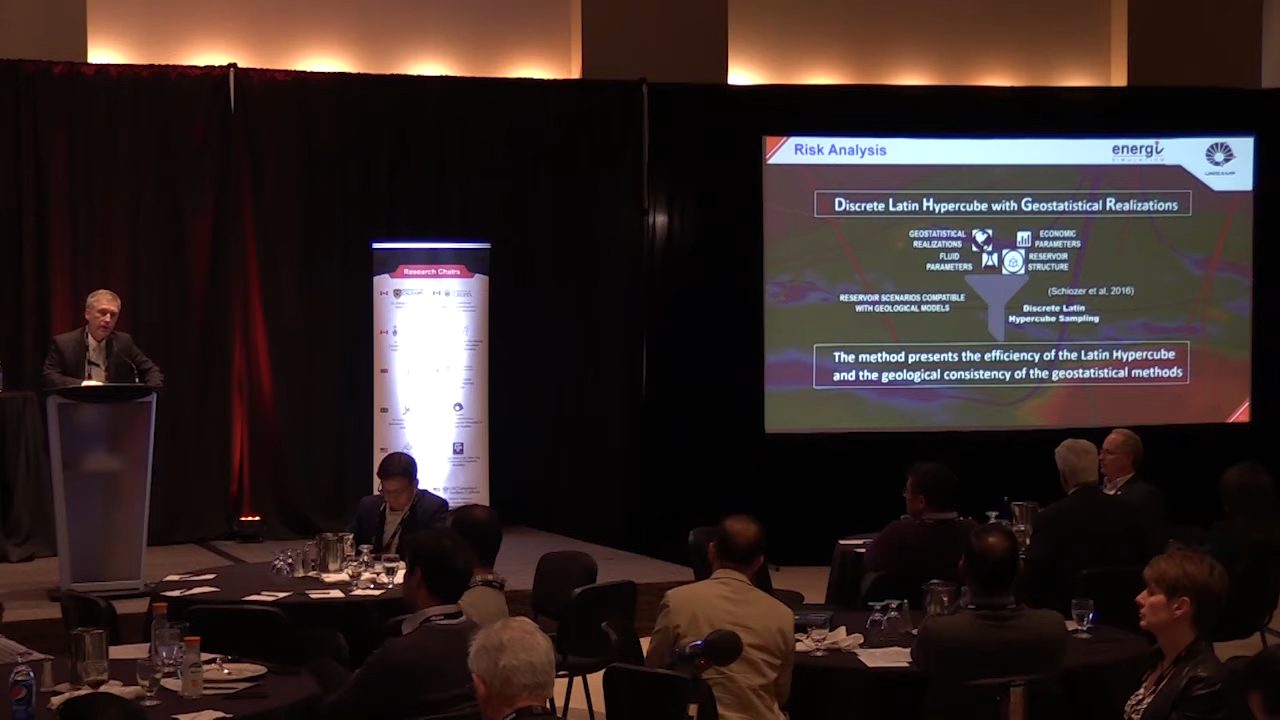 Risk Analysis
energi
SIMULATION
UNICAMP
Discrete Latin Hypercube with Geostatistical Realizations
GEOSTATISTICAL
REALIZATIONS
ECONOMIC
PARAMETERS
FLUID
PARAMETERS
RESERVOIR
STRUCTURE
(Schiozer et al, 2016)
RESERVOIR SCENARIOS COMPATIBLE
WITH GEOLOGICAL MODELS
Discrete Latin
Hypercube Sampling
The method presents the efficiency of the Latin Hypercube
and the geological consistency of the geostatistical methods
Research Chairs